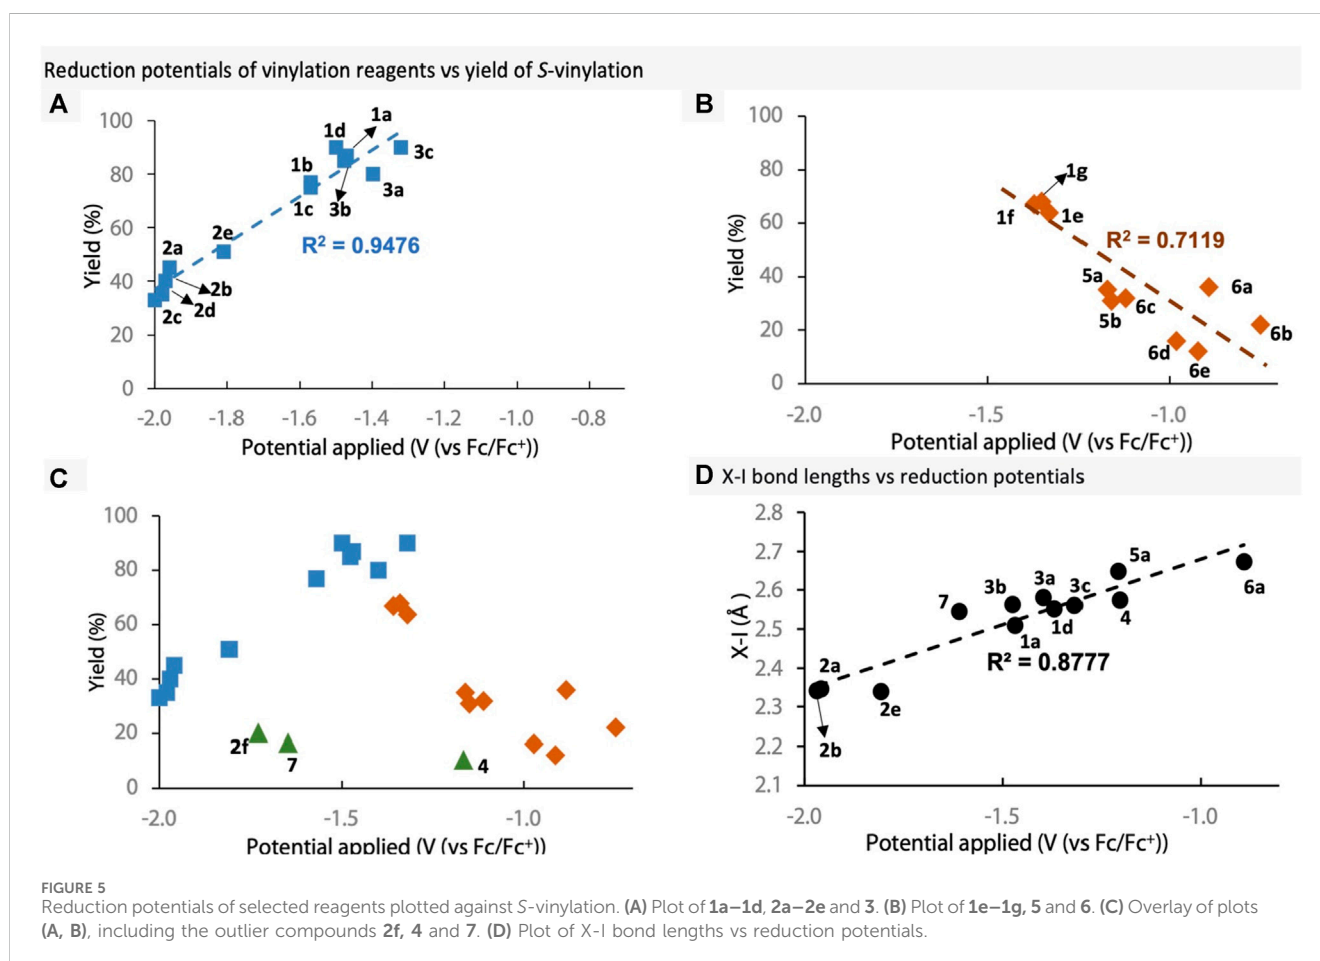 Reduction potentials of vinylation reagents vs yield of S-vinylation
A
100
80
60
40
20
0
Yield (%)
1a
1d
3c
1b
3a
1c
3b
2e
2a
2b
2d
2c
R² = 0.9476
-2.0 -1.8 -1.6 -1.4 -1.2 -1.0 -0.8
Potential applied (V (vs Fc/Fc⁺))
B
100
80
60
40
20
0
Yield (%)
1g
1f
1e
R² = 0.7119
5a
6a
6c
5b
6b
6d
6e
-2.0 -1.5 -1.0
Potential applied (V (vs Fc/Fc⁺))
C
100
80
60
40
20
0
Yield (%)
2f
7
4
-2.0 -1.5 -1.0
Potential applied (V (vs Fc/Fc⁺))
D X-I bond lengths vs reduction potentials
2.8
2.7
2.6
2.5
2.4
2.3
2.2
2.1
X-I (Å)
5a
3a
3b
3c
6a
7
4
1d
1a
R² = 0.8777
2a
2e
2b
-2.0 -1.5 -1.0
Potential applied (V (vs Fc/Fc⁺))
FIGURE 5
Reduction potentials of selected reagents plotted against S-vinylation. (A) Plot of 1a–1d, 2a–2e and 3. (B) Plot of 1e–1g, 5 and 6. (C) Overlay of plots
(A, B), including the outlier compounds 2f, 4 and 7. (D) Plot of X-I bond lengths vs reduction potentials.